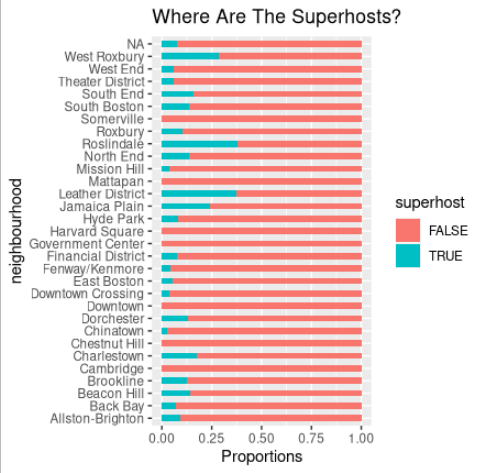 Where Are The Superhosts?
NA
West Roxbury
West End
Theater District
South End
South Boston
Somerville
Roxbury
Roslindale
North End
Mission Hill
Mattapan
Leather District
Jamaica Plain
Hyde Park
Harvard Square
Government Center
Financial District
Fenway/Kenmore
East Boston
Downtown Crossing
Downtown
Dorchester
Chinatown
Chestnut Hill
Charlestown
Cambridge
Brookline
Beacon Hill
Back Bay
Allston-Brighton
neighbourhood
0.00 0.25 0.50 0.75 1.00
Proportions
superhost
FALSE
TRUE